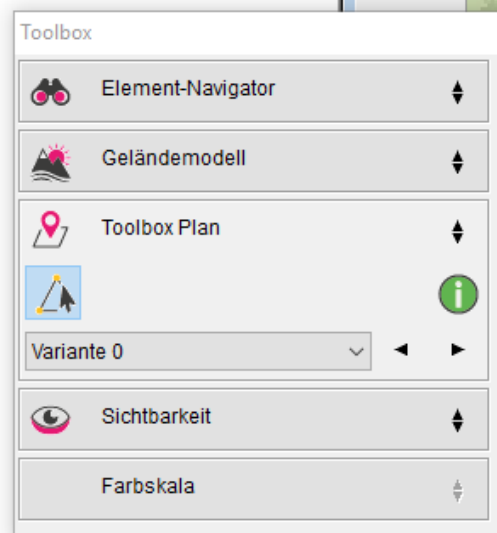 Toolbox
Element-Navigator
Geländemodell
Toolbox Plan
Variante 0
Sichtbarkeit
Farbskala